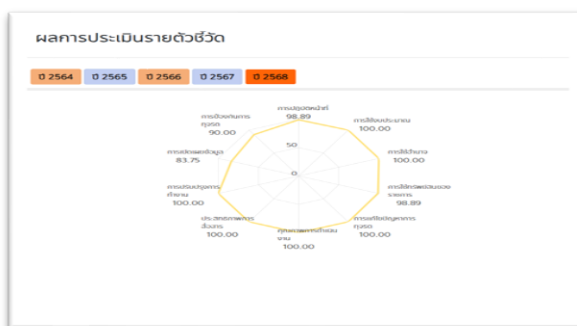 ผลการประเมินรายตัวชี้วัด
ปี 2564 ปี 2565 ปี 2566 ปี 2567 ปี 2568
การปฏิบัติหน้าที่
98.89
การใช้งบประมาณ
100.00
การใช้อำนาจ
100.00
การใช้ทรัพย์สินของ
ราชการ
98.89
การแก้ไขปัญหาการ
ทุจริต
100.00
คุณภาพการดำเนิน
งาน
100.00
ประสิทธิภาพการ
สื่อสาร
100.00
การปรับปรุงการ
ทำงาน
100.00
การเปิดเผยข้อมูล
83.75
การป้องกันการ
ทุจริต
90.00
50
0